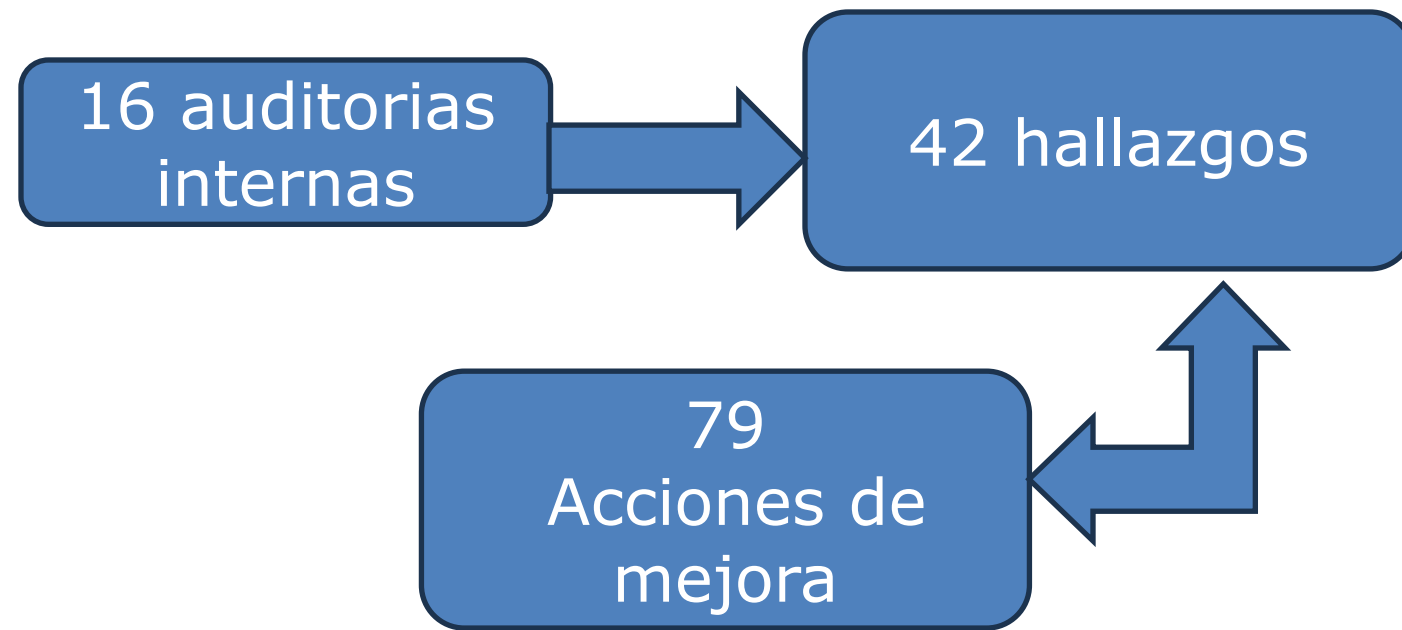 16 auditorias
internas
42 hallazgos
79
Acciones de
mejora